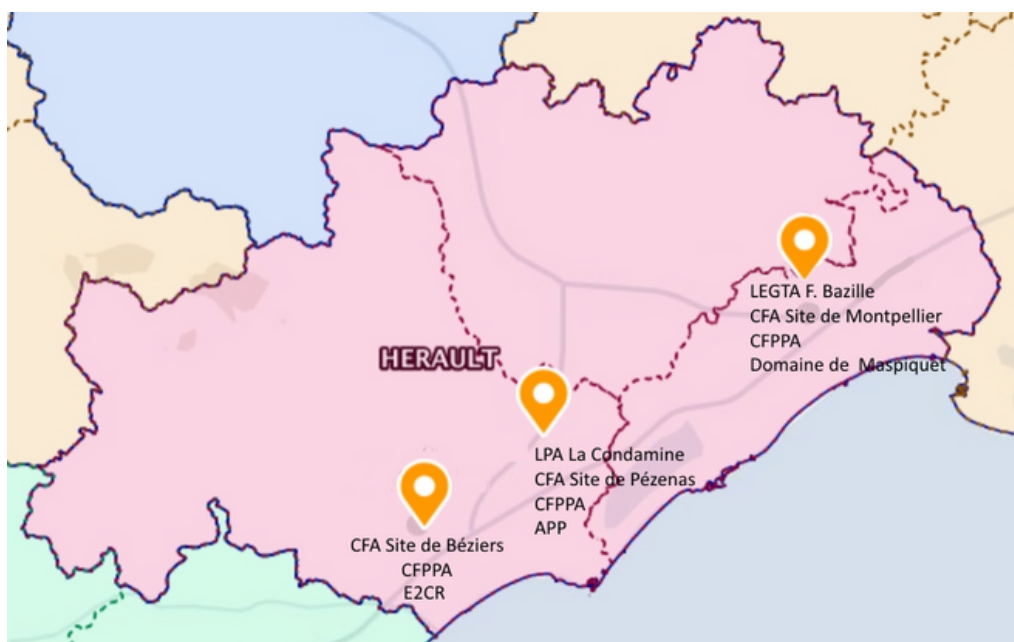 LEGTA F. Bazille
CFA Site de Montpellier
CFPPA
Domaine de Maspiquet
HERAULT
LPA La Condamine
CFA Site de Pézenas
CFPPA
APP
CFA Site de Béziers
CFPPA
E2CR